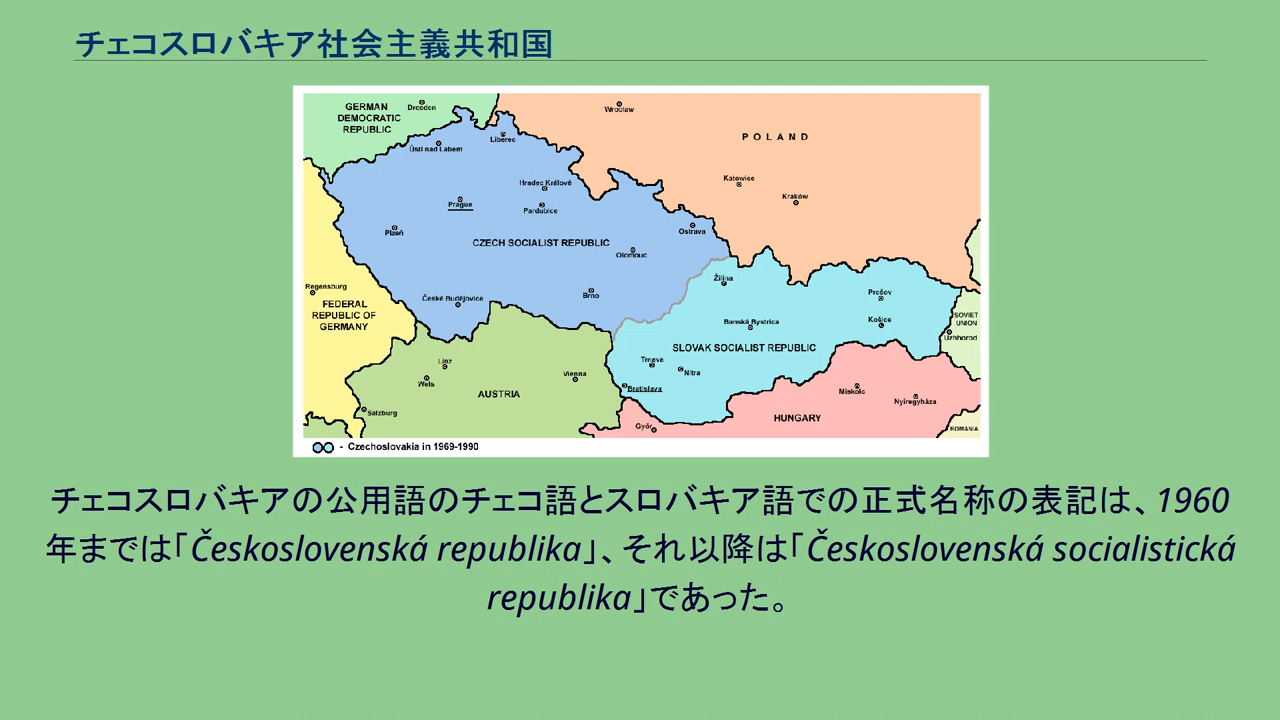 チェコスロバキア社会主義共和国
GERMAN
DEMOCRATIC
REPUBLIC
Dresden
Wrocław
POLAND
Liberec
Ústí nad Labem
Katowice
Hradec Králové
Kraków
Prague
Pardubice
Plzeň
Ostrava
CZECH SOCIALIST REPUBLIC
Olomouc
Žilina
Regensburg
Prešov
České Budějovice
Brno
FEDERAL
REPUBLIC OF
GERMANY
SOVIET
UNION
Banská Bystrica
Košice
Uzhhorod
SLOVAK SOCIALIST REPUBLIC
Linz
Trnava
Nitra
Vienna
Wels
Bratislava
AUSTRIA
Miskolc
Nyíregyháza
Salzburg
HUNGARY
Győr
ROMANIA
- Czechoslovakia in 1969-1990
チェコスロバキアの公用語のチェコ語とスロバキア語での正式名称の表記は、1960
年までは「Československá republika」、それ以降は「Československá socialistická
republika」であった。